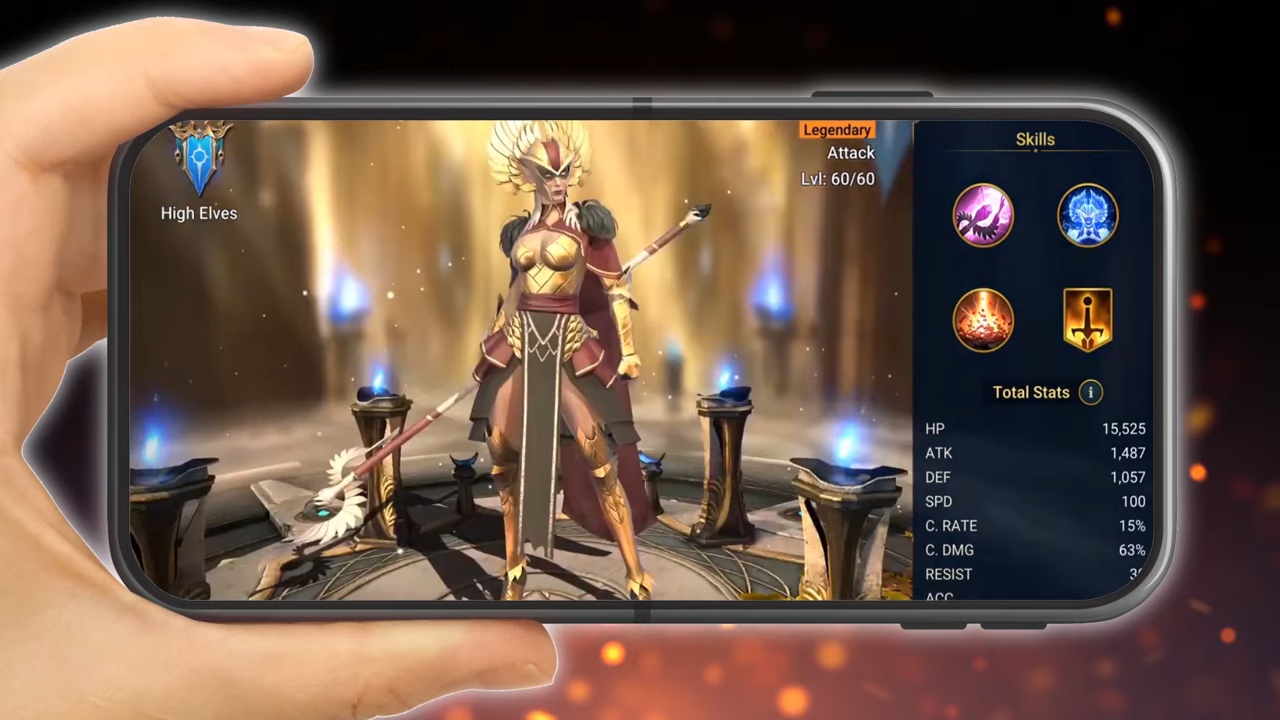 High Elves
Legendary
Attack
Lvl: 60/60
Skills
Total Stats
HP 15,525
ATK 1,487
DEF 1,057
SPD 100
C. RATE 15%
C. DMG 63%
RESIST
ACC